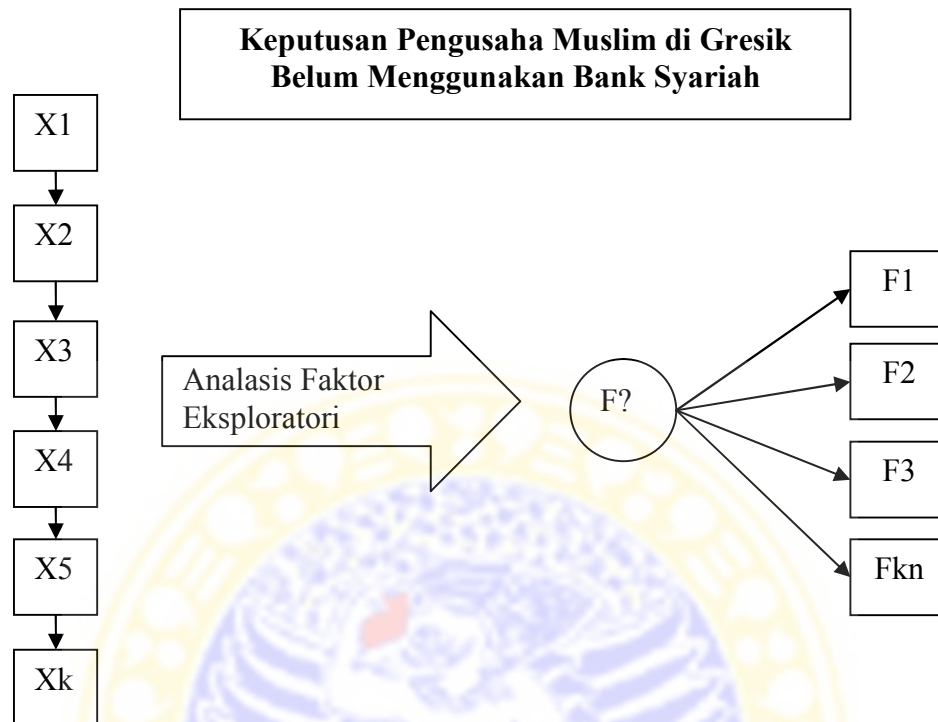 Keputusan Pengusaha Muslim di Gresik
Belum Menggunakan Bank Syariah
X1
X2
X3
X4
X5
Xk
Analasis Faktor
Eksploratori
F?
F1
F2
F3
Fkn